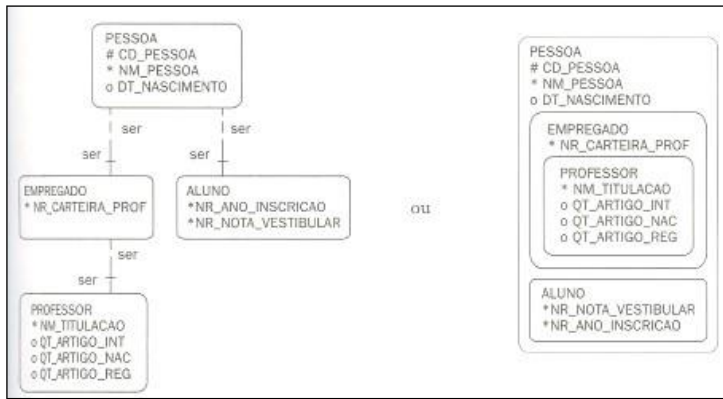 PESSOA
# CD_PESSOA
* NM_PESSOA
o DT_NASCIMENTO
ser
ser
ser
ser
EMPREGADO
* NR_CARTEIRA_PROF
ALUNO
*NR_ANO_INSCRICAO
*NR_NOTA_VESTIBULAR
ser
ser
PROFESSOR
* NM_TITULACAO
o QT_ARTIGO_INT
o QT_ARTIGO_NAC
o QT_ARTIGO_REG
ou
PESSOA
# CD_PESSOA
* NM_PESSOA
o DT_NASCIMENTO
EMPREGADO
* NR_CARTEIRA_PROF
PROFESSOR
* NM_TITULACAO
o QT_ARTIGO_INT
o QT_ARTIGO_NAC
o QT_ARTIGO_REG
ALUNO
*NR_NOTA_VESTIBULAR
*NR_ANO_INSCRICAO